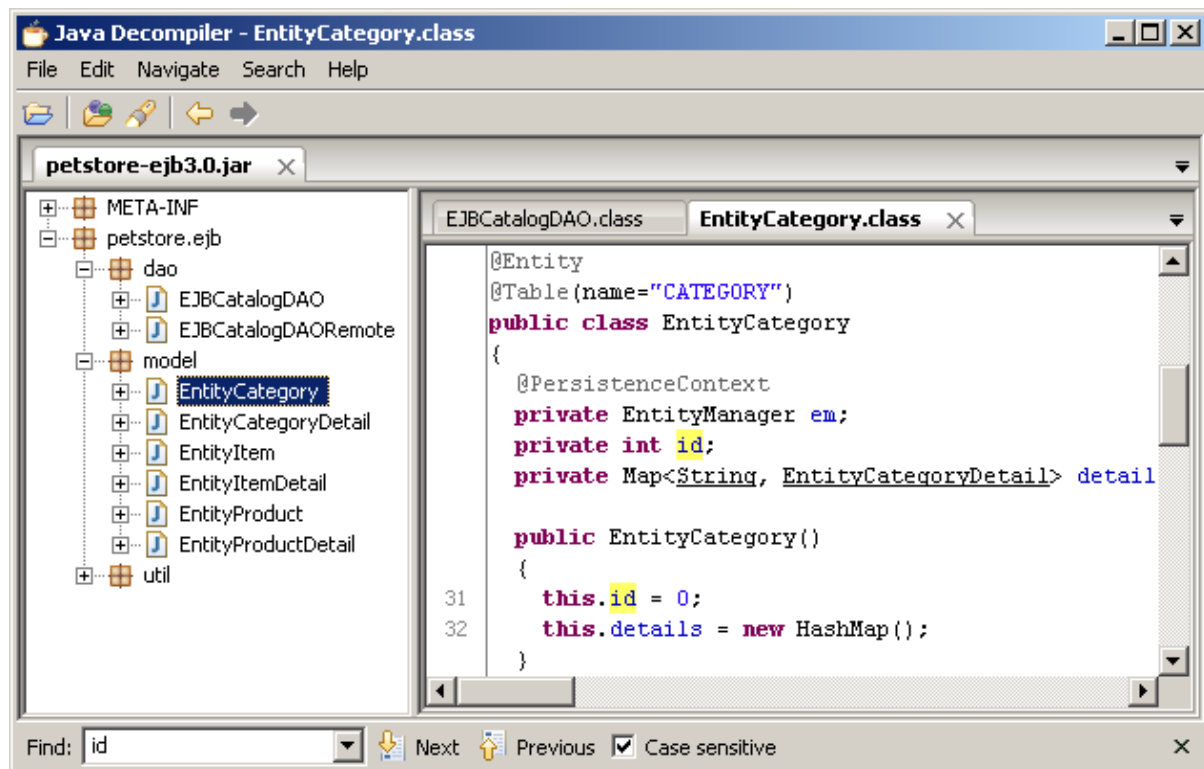 Java Decompiler - EntityCategory.class
File Edit Navigate Search Help
petstore-ejb3.0.jar
META-INF
petstore.ejb
dao
EJBCatalogDAO
EJBCatalogDAORemote
model
EntityCategory
EntityCategoryDetail
EntityItem
EntityItemDetail
EntityProduct
EntityProductDetail
util
EJBCatalogDAO.class EntityCategory.class
@Entity
@Table(name="CATEGORY")
public class EntityCategory
{
@PersistenceContext
private EntityManager em;
private int id;
private Map<String, EntityCategoryDetail> detail
public EntityCategory()
{
31 this.id = 0;
32 this.details = new HashMap();
}
Find: id Next Previous Case sensitive